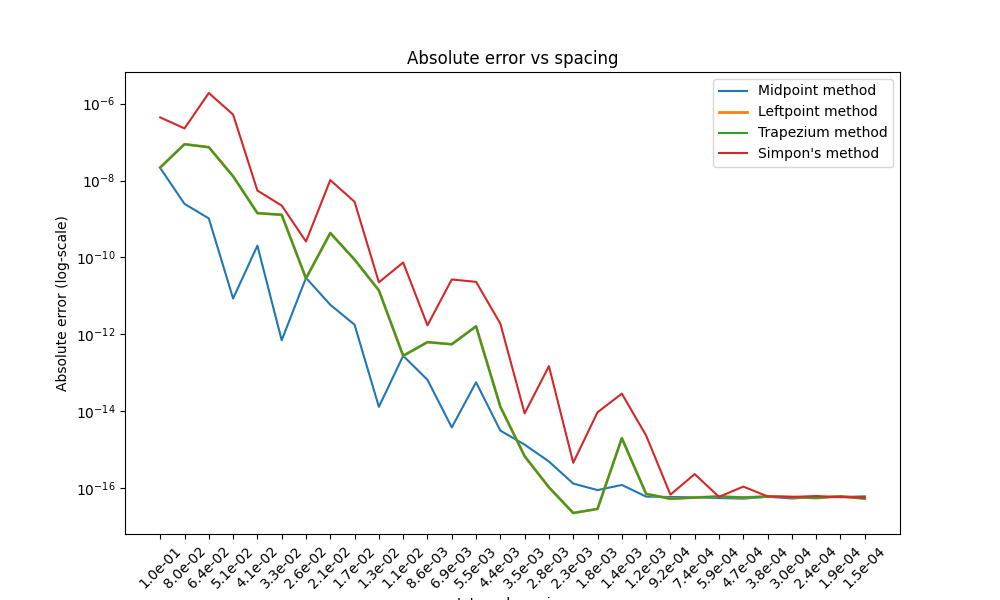 Absolute error vs spacing
Midpoint method
Leftpoint method
Trapezium method
Simpon's method
Absolute error (log-scale)
10⁻⁶
10⁻⁸
10⁻¹⁰
10⁻¹²
10⁻¹⁴
10⁻¹⁶
1.0e-01
8.0e-02
6.4e-02
5.1e-02
4.1e-02
3.3e-02
2.6e-02
2.1e-02
1.7e-02
1.3e-02
1.1e-02
8.6e-03
6.9e-03
5.5e-03
4.4e-03
3.5e-03
2.8e-03
2.3e-03
1.8e-03
1.4e-03
1.2e-03
9.2e-04
7.4e-04
5.9e-04
4.7e-04
3.8e-04
3.0e-04
2.4e-04
1.9e-04
1.5e-04